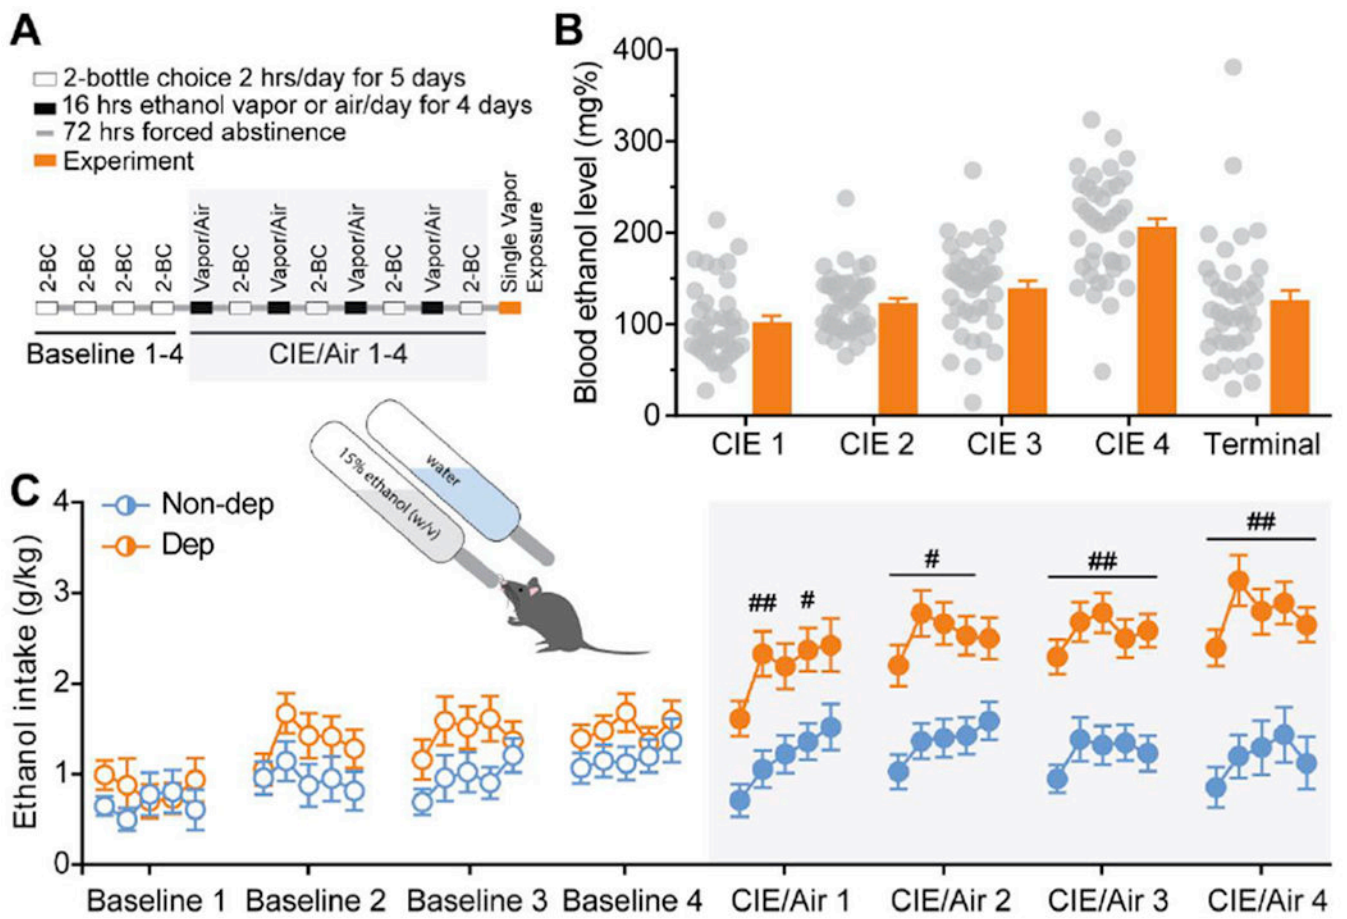 A
2-bottle choice 2 hrs/day for 5 days
16 hrs ethanol vapor or air/day for 4 days
72 hrs forced abstinence
Experiment
2-BC
2-BC
2-BC
2-BC
Vapor/Air
2-BC
Vapor/Air
2-BC
Vapor/Air
2-BC
Vapor/Air
2-BC
Single Vapor
Exposure
Baseline 1-4
CIE/Air 1-4
B
Blood ethanol level (mg%)
400
300
200
100
0
CIE 1
CIE 2
CIE 3
CIE 4
Terminal
C
Non-dep
Dep
15% ethanol (w/v)
water
Ethanol intake (g/kg)
4
3
2
1
0
##
#
#
##
##
Baseline 1
Baseline 2
Baseline 3
Baseline 4
CIE/Air 1
CIE/Air 2
CIE/Air 3
CIE/Air 4